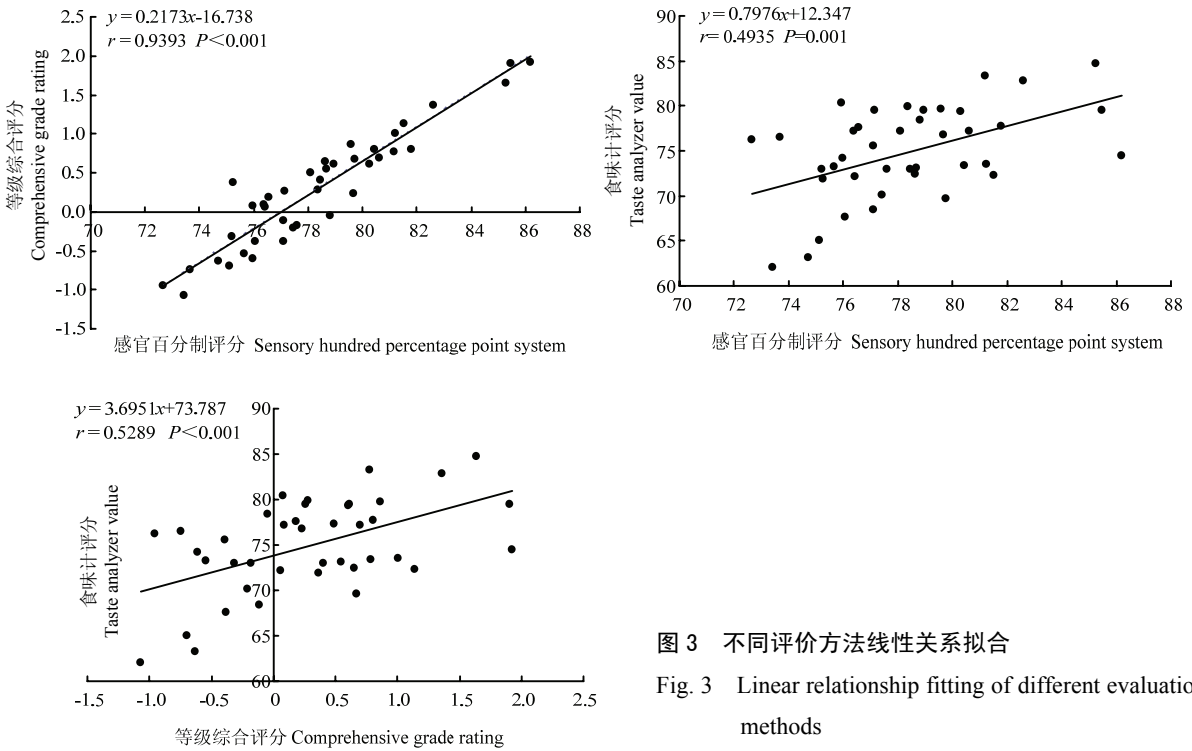 y=0.2173x-16.738
r=0.9393 P<0.001
2.5
2.0
1.5
1.0
0.5
0.0
-0.5
-1.0
-1.5
等级综合评分
Comprehensive grade rating
70 72 74 76 78 80 82 84 86 88
感官百分制评分 Sensory hundred percentage point system
y=0.7976x+12.347
r=0.4935 P=0.001
90
85
80
75
70
65
60
食味计评分
Taste analyzer value
70 72 74 76 78 80 82 84 86 88
感官百分制评分 Sensory hundred percentage point system
y=3.6951x+73.787
r=0.5289 P<0.001
90
85
80
75
70
65
60
食味计评分
Taste analyzer value
-1.5 -1.0 -0.5 0 0.5 1.0 1.5 2.0 2.5
等级综合评分 Comprehensive grade rating
图 3 不同评价方法线性关系拟合
Fig. 3 Linear relationship fitting of different evaluatio
methods